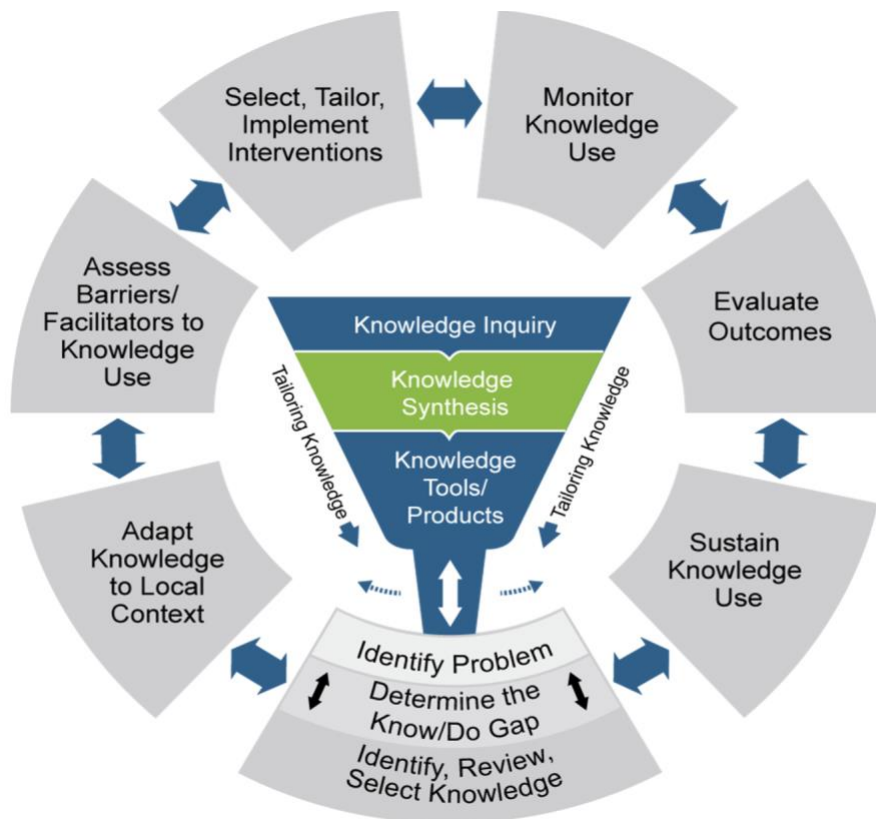 Select, Tailor,
Implement
Interventions
Monitor
Knowledge
Use
Assess
Barriers/
Facilitators to
Knowledge
Use
Evaluate
Outcomes
Knowledge Inquiry
Knowledge
Synthesis
Knowledge
Tools/
Products
Tailoring Knowledge
Tailoring Knowledge
Adapt
Knowledge
to Local
Context
Sustain
Knowledge
Use
Identify Problem
Determine the
Know/Do Gap
Identify, Review,
Select Knowledge